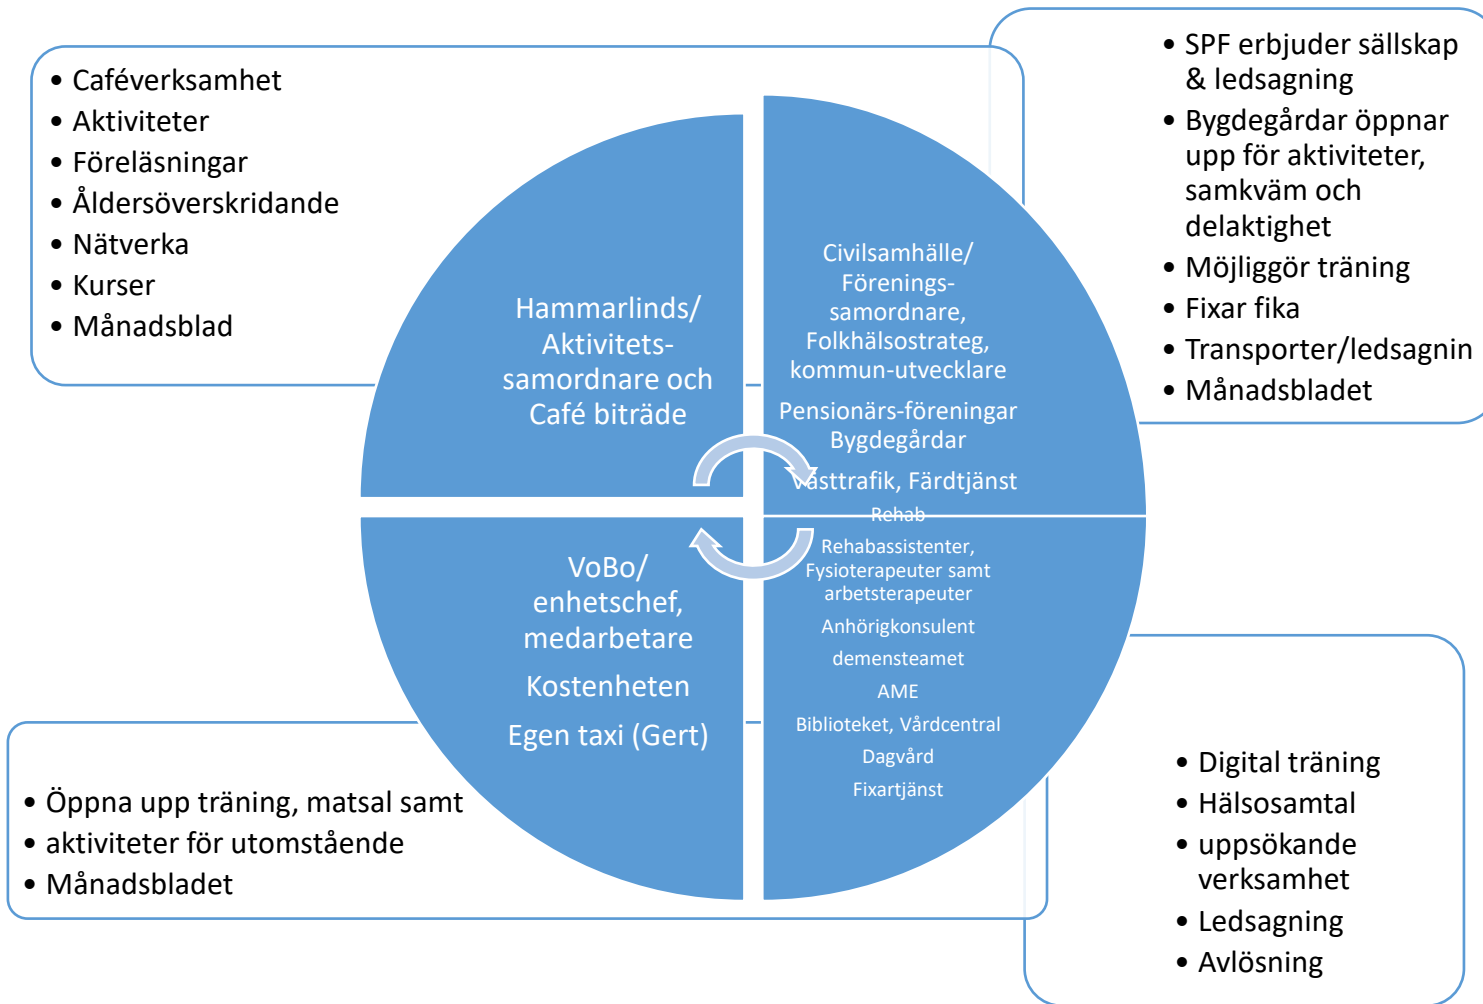 • Caféverksamhet
• Aktiviteter
• Föreläsningar
• Åldersöverskridande
• Nätverka
• Kurser
• Månadsblad
• SPF erbjuder sällskap
& ledsagning
• Bygdegårdar öppnar
upp för aktiviteter,
samkväm och
delaktighet
• Möjliggör träning
• Fixar fika
• Transporter/ledsagnin
• Månadsbladet
Hammarlinds/
Aktivitets-
samordnare och
Café biträde
Civilsamhälle/
Förenings-
samordnare,
Folkhälsostrateg,
kommun-utvecklare
Pensionärs-föreningar
Bygdegårdar
Västtrafik, Färdtjänst
VoBo/
enhetschef,
medarbetare
Kostenheten
Egen taxi (Gert)
Rehab
Rehabassistenter,
Fysioterapeuter samt
arbetsterapeuter
Anhörigkonsulent
demensteamet
AME
Biblioteket, Vårdcentral
Dagvård
Fixartjänst
• Öppna upp träning, matsal samt
• aktiviteter för utomstående
• Månadsbladet
• Digital träning
• Hälsosamtal
• uppsökande
verksamhet
• Ledsagning
• Avlösning